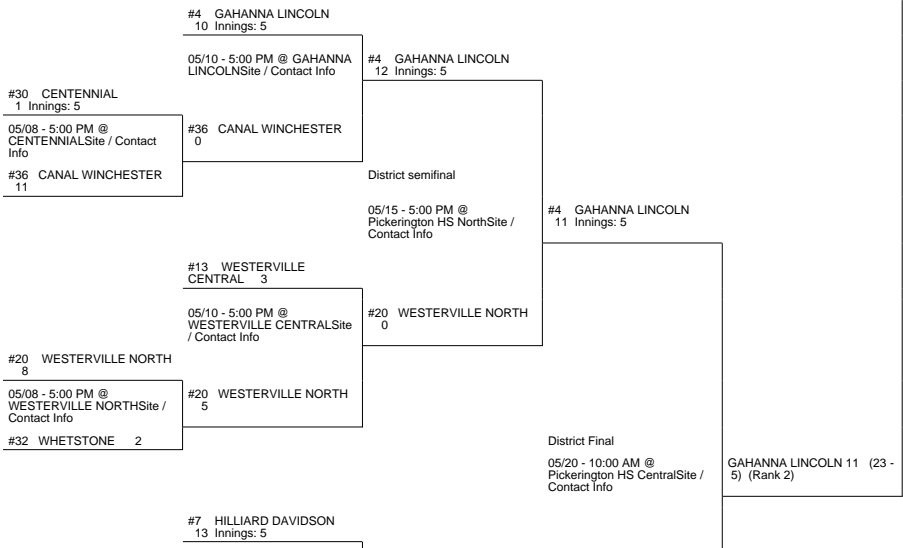 #4 GAHANNA LINCOLN
10 Innings: 5
05/10 - 5:00 PM @ GAHANNA
LINCOLNSite / Contact Info
#4 GAHANNA LINCOLN
12 Innings: 5
#30 CENTENNIAL
1 Innings: 5
05/08 - 5:00 PM @
CENTENNIALSite / Contact
Info
#36 CANAL WINCHESTER
0
#36 CANAL WINCHESTER
11
District semifinal
05/15 - 5:00 PM @
Pickerington HS NorthSite /
Contact Info
#4 GAHANNA LINCOLN
11 Innings: 5
#13 WESTERVILLE
CENTRAL 3
05/10 - 5:00 PM @
WESTERVILLE CENTRALSite
/ Contact Info
#20 WESTERVILLE NORTH
0
#20 WESTERVILLE NORTH
8
05/08 - 5:00 PM @
WESTERVILLE NORTHSite /
Contact Info
#20 WESTERVILLE NORTH
5
#32 WHETSTONE 2
District Final
05/20 - 10:00 AM @
Pickerington HS CentralSite /
Contact Info
GAHANNA LINCOLN 11 (23 -
5) (Rank 2)
#7 HILLIARD DAVIDSON
13 Innings: 5